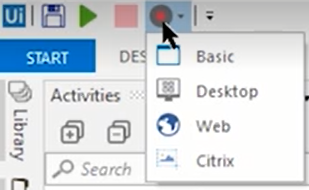 Ui
START DES
Basic
Activities Desktop
Library
Web
Search Citrix